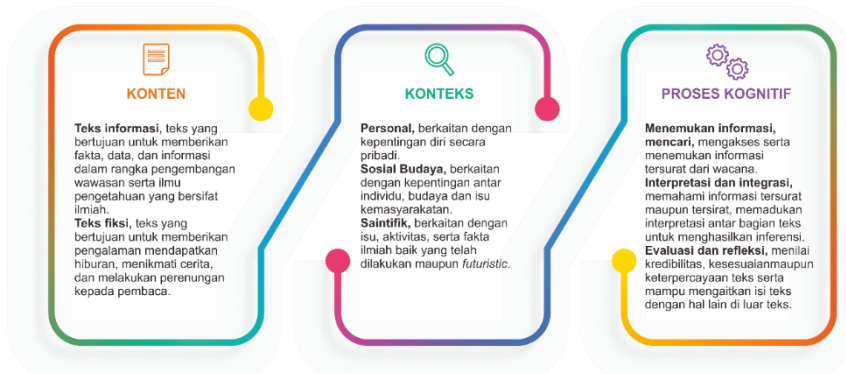 KONTEN
Teks informasi, teks yang
bertujuan untuk memberikan
fakta, data, dan informasi
dalam rangka pengembangan
wawasan serta ilmu
pengetahuan yang bersifat
ilmiah.
Teks fiksi, teks yang
bertujuan untuk memberikan
pengalaman mendapatkan
hiburan, menikmati cerita,
dan melakukan perenungan
kepada pembaca.
KONTEKS
Personal, berkaitan dengan
kepentingan diri secara
pribadi.
Sosial Budaya, berkaitan
dengan kepentingan antar
individu, budaya dan isu
kemasyarakatan.
Saintifik, berkaitan dengan
isu, aktivitas, serta fakta
ilmiah baik yang telah
dilakukan maupun futuristic.
PROSES KOGNITIF
Menemukan informasi,
mencari, mengakses serta
menemukan informasi
tersurat dari wacana.
Interpretasi dan integrasi,
memahami informasi tersurat
maupun tersirat, memadukan
interpretasi antar bagian teks
untuk menghasilkan inferensi.
Evaluasi dan refleksi, menilai
kredibilitas, kesesuaianmaupun
keterpercayaan teks serta
mampu mengaitkan isi teks
dengan hal lain di luar teks.